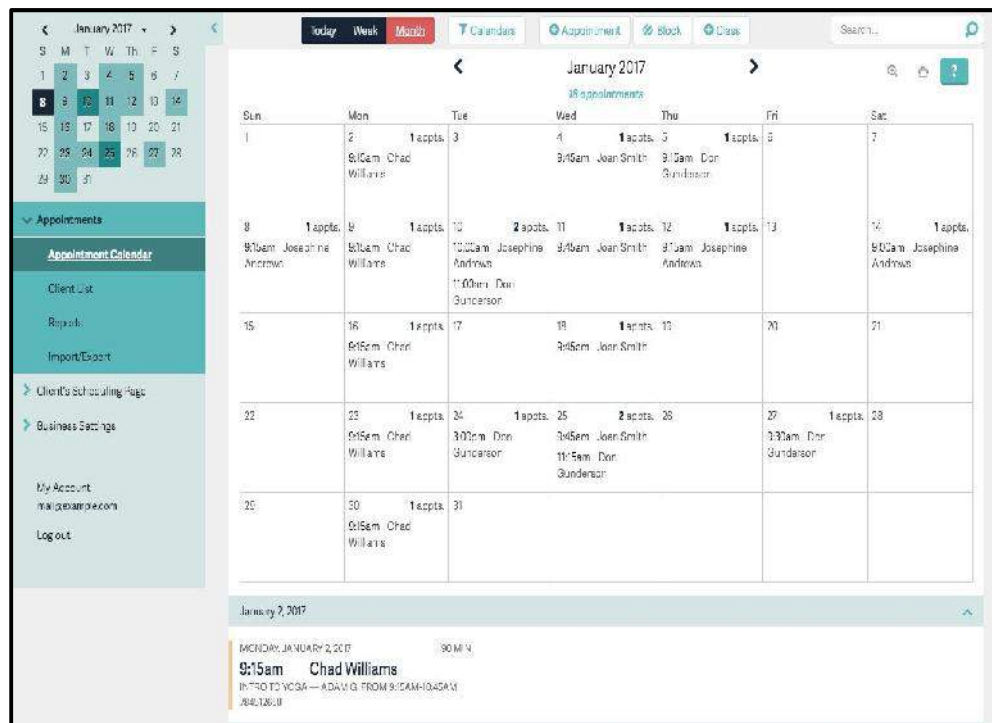 January 2017
S M T W Th F S
1 2 3 4 5 6 7
8 9 10 11 12 13 14
15 16 17 18 19 20 21
22 23 24 25 26 27 28
29 30 31
Appointments
Appointment Calendar
Client List
Reports
Import/Export
Client's Scheduling Page
Business Settings
My Account
mail@example.com
Log out
Today Week Month Calendars Appointment Block Class Search...
January 2017
?
18 appointments
Sun Mon Tue Wed Thu Fri Sat
1 2 1 appts. 3 4 1 appts. 5 1 appts. 6 7
9:15am Chad Williams 9:45am Joan Smith 9:15am Don Gunderson
8 1 appts. 9 1 appts. 10 2 appts. 11 1 appts. 12 1 appts. 13 14 1 appts.
9:15am Josephine Andrews 9:15am Chad Williams 10:00am Josephine Andrews 9:45am Joan Smith 9:15am Josephine Andrews 9:00am Josephine Andrews
11:00am Don Gunderson
15 16 1 appts. 17 18 1 appts. 19 20 21
9:15am Chad Williams 9:45am Joan Smith
22 23 1 appts. 24 1 appts. 25 2 appts. 26 27 1 appts. 28
9:15am Chad Williams 3:00pm Don Gunderson 9:45am Joan Smith 9:30am Don Gunderson
11:15am Don Gunderson
29 30 1 appts. 31
9:15am Chad Williams
January 2, 2017
MONDAY, JANUARY 2, 2017 90 MIN
9:15am Chad Williams
INTRO TO YOGA — ADAM G. FROM 9:15AM-10:45AM